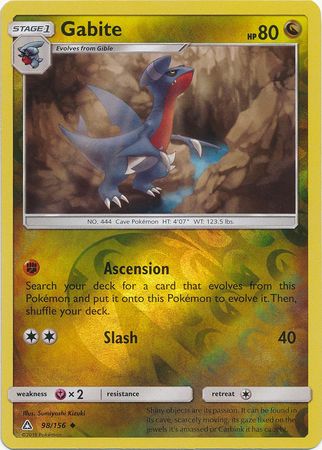 STAGE 1 Gabite HP 80
Evolves from Gible
NO. 444 Cave Pokémon HT: 4'07" WT: 123.5 lbs.
Ascension
Search your deck for a card that evolves from this
Pokémon and put it onto this Pokémon to evolve it. Then,
shuffle your deck.
Slash 40
weakness × 2 resistance retreat
Illus. Sumiyoshi Kizuki
98/156
©2018 Pokémon
Shiny objects are its passion. It can be found in
its cave, scarcely moving, its gaze fixed on the
jewels it's amassed or Carbink it has caught.